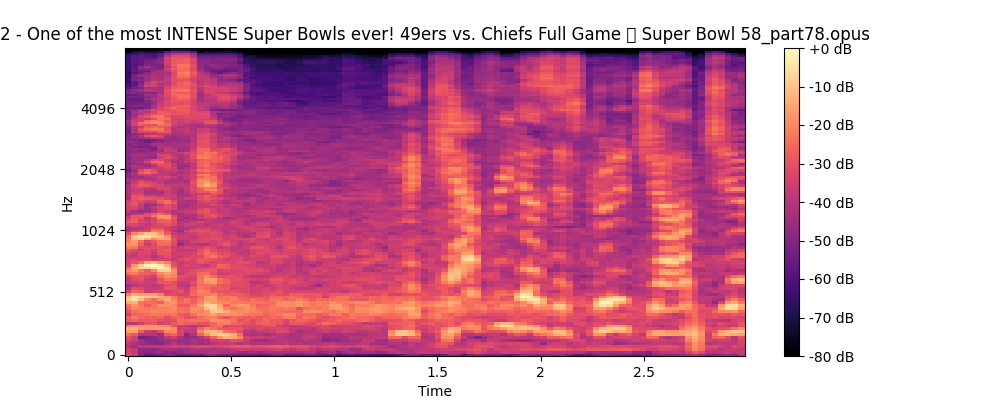 2 - One of the most INTENSE Super Bowls ever! 49ers vs. Chiefs Full Game 𝤿 Super Bowl 58_part78.opus
+0 dB
4096
-10 dB
-20 dB
2048
-30 dB
Hz
1024
-40 dB
-50 dB
512
-60 dB
-70 dB
0
-80 dB
0
0.5
1
1.5
2
2.5
Time